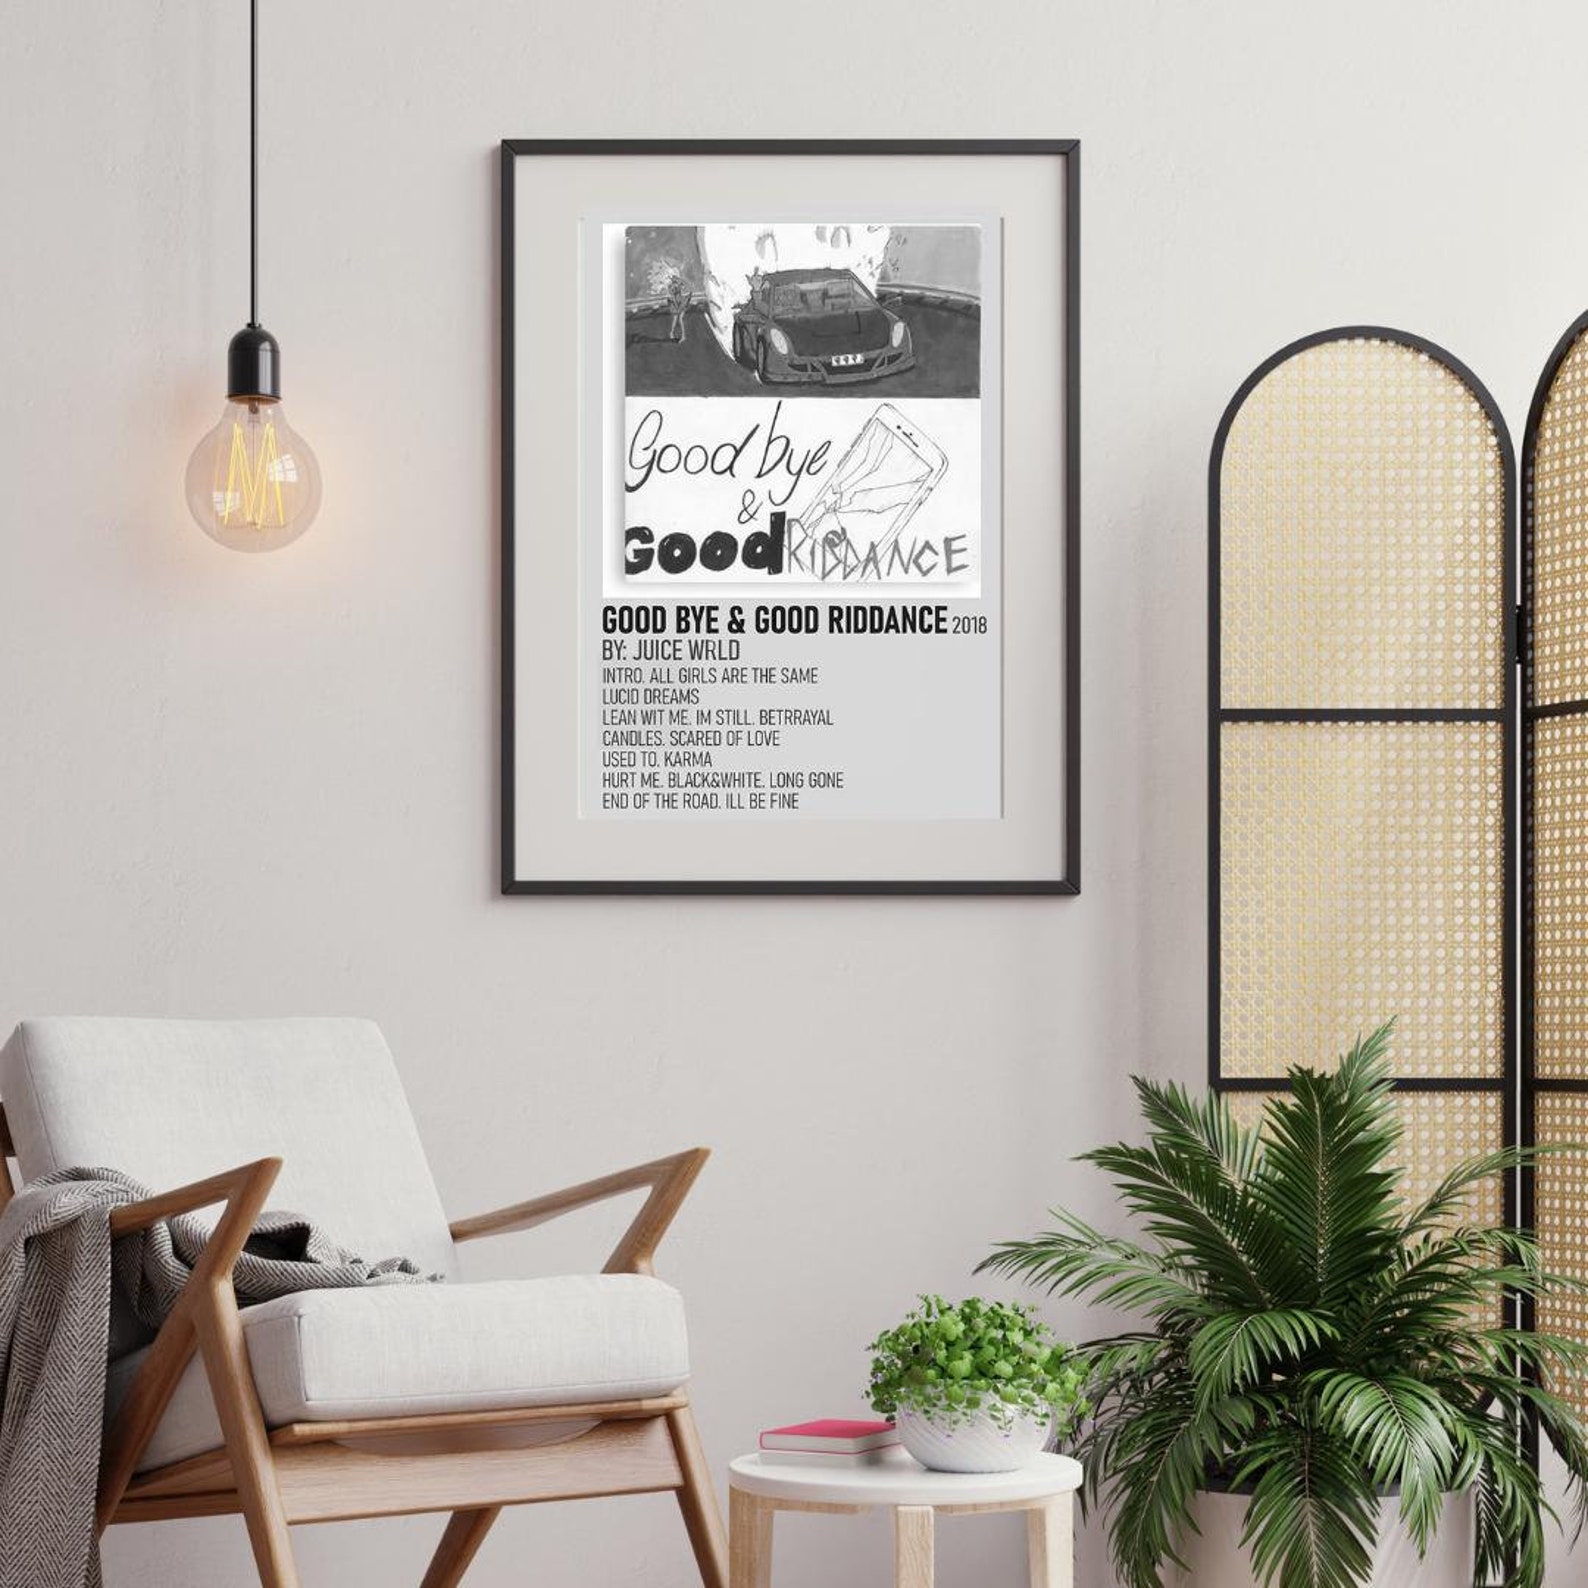 999
Good bye
&
Good RIDDANCE
GOOD BYE & GOOD RIDDANCE 2018
BY: JUICE WRLD
INTRO. ALL GIRLS ARE THE SAME
LUCID DREAMS
LEAN WIT ME. IM STILL. BETRRAYAL
CANDLES. SCARED OF LOVE
USED TO. KARMA
HURT ME. BLACK&WHITE. LONG GONE
END OF THE ROAD. ILL BE FINE